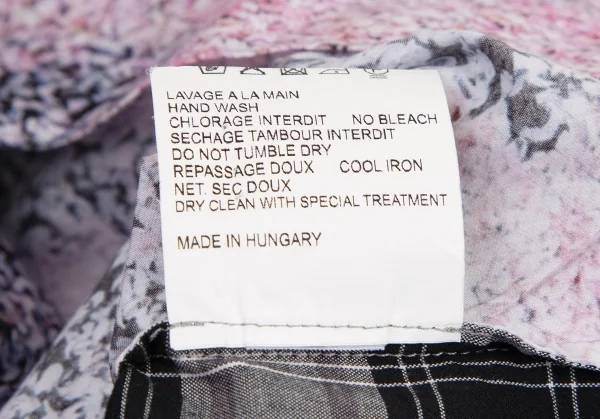 LAVAGE A LA MAIN
HAND WASH
CHLORAGE INTERDIT NO BLEACH
SECHAGE TAMBOUR INTERDIT
DO NOT TUMBLE DRY
REPASSAGE DOUX COOL IRON
NET. SEC DOUX
DRY CLEAN WITH SPECIAL TREATMENT
MADE IN HUNGARY